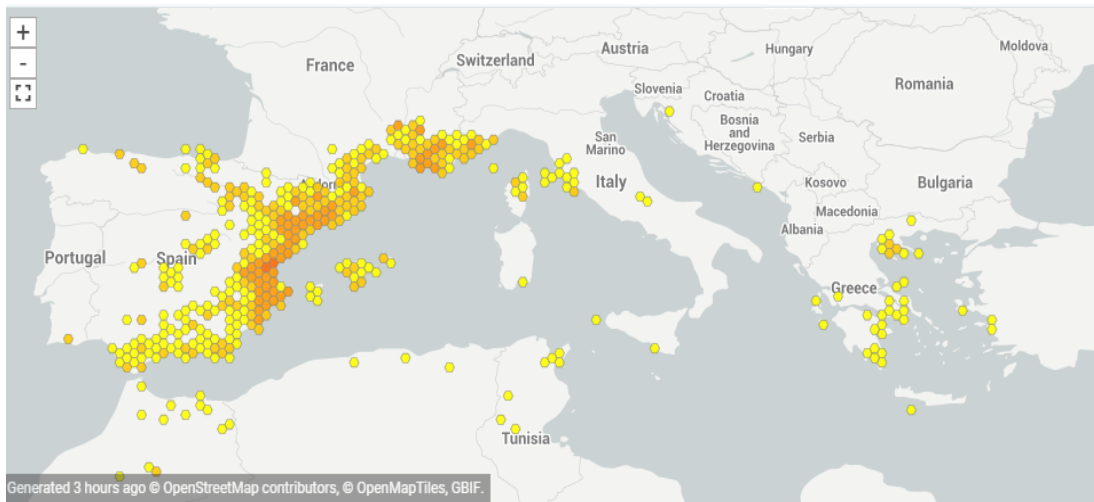 +
-
France
Switzerland
Austria
Hungary
Moldova
Slovenia
Croatia
Romania
Bosnia
and
Herzegovina
Serbia
San
Marino
Italy
Kosovo
Bulgaria
Macedonia
Albania
Portugal
Spain
Greece
Tunisia
Generated 3 hours ago © OpenStreetMap contributors, © OpenMapTiles, GBIF.